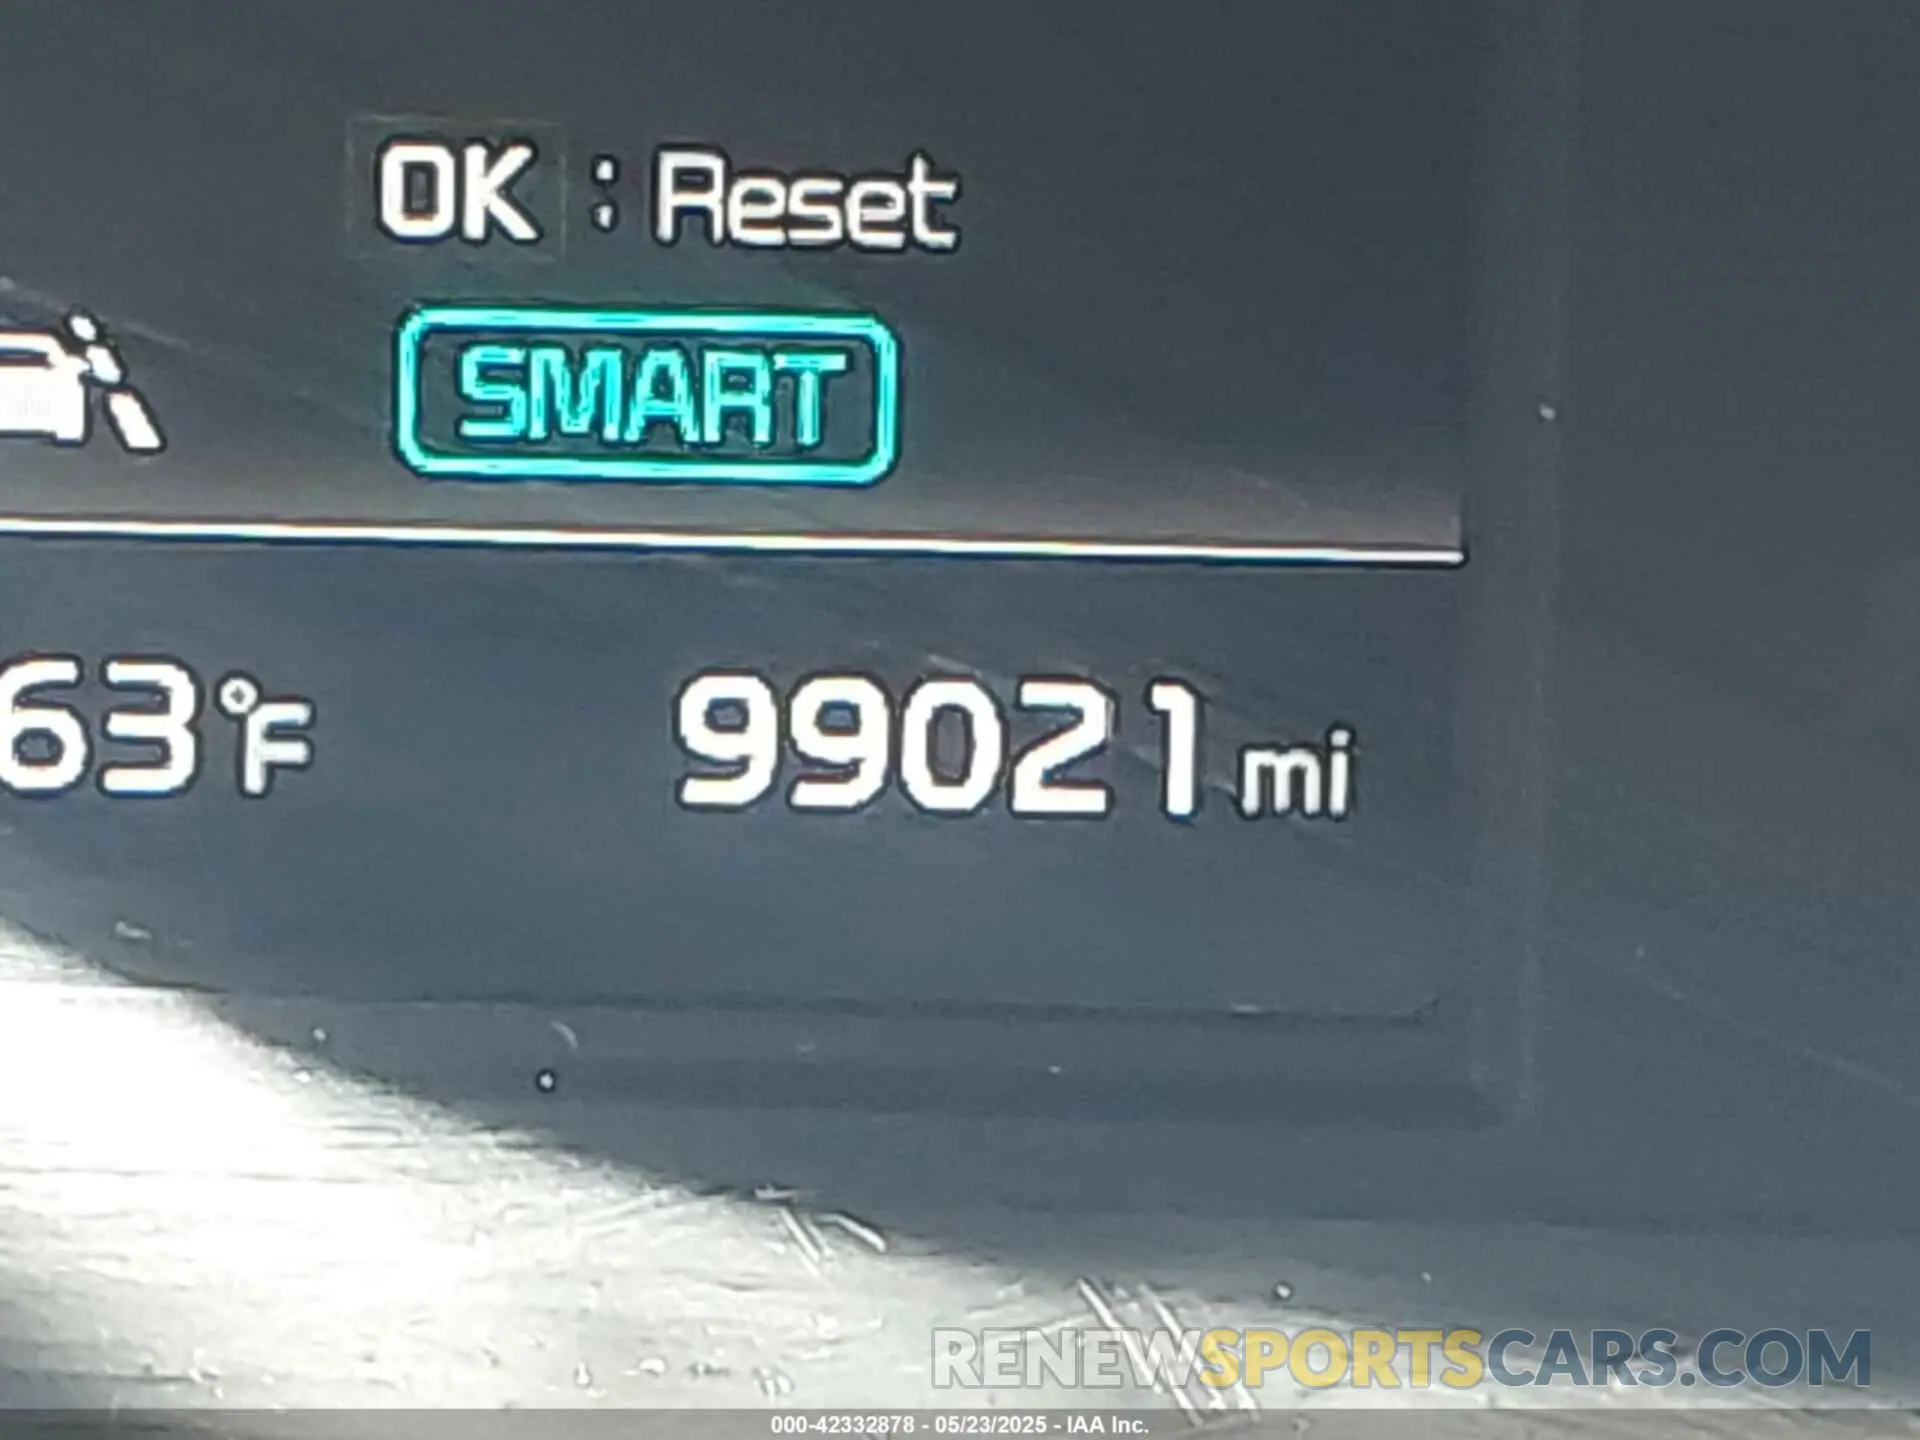 OK : Reset
SMART
63°F 99021 mi
RENEWSPORTSCARS.COM
000-42332878 - 05/23/2025 - IAA Inc.